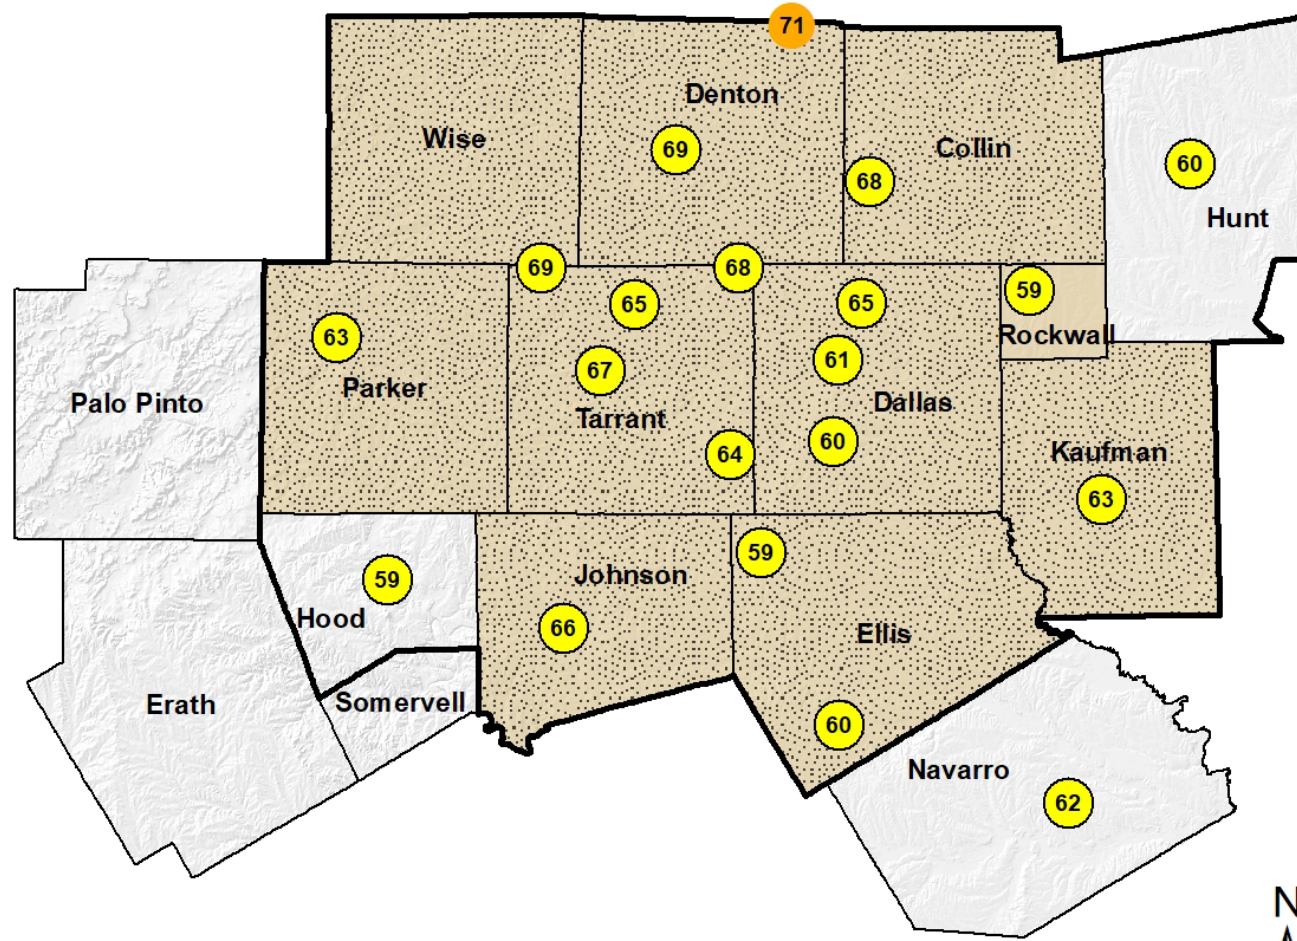 71
Denton
Wise
69
Collin
68
60
Hunt
69
68
65
65
59
Rockwall
63
61
67
Parker
Palo Pinto
Tarrant
Dallas
60
64
Kaufman
63
59
Johnson
59
Hood
66
Ellis
Erath
Somervell
60
Navarro
62
N